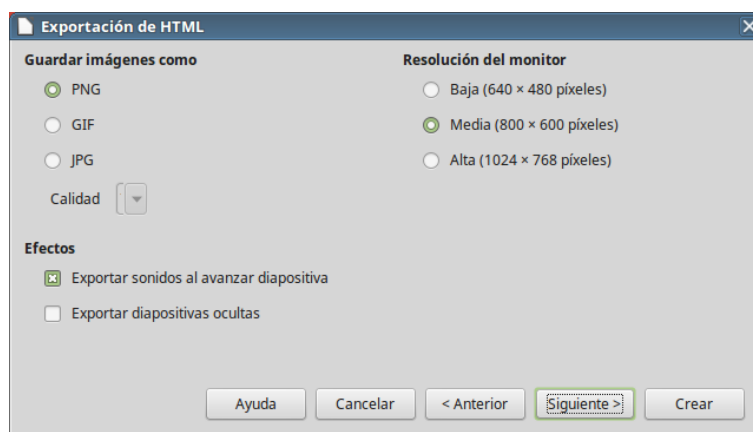 Exportación de HTML
Guardar imágenes como
PNG
GIF
JPG
Calidad
Resolución del monitor
Baja (640 × 480 píxeles)
Media (800 × 600 píxeles)
Alta (1024 × 768 píxeles)
Efectos
Exportar sonidos al avanzar diapositiva
Exportar diapositivas ocultas
Ayuda
Cancelar
< Anterior
Siguiente >
Crear